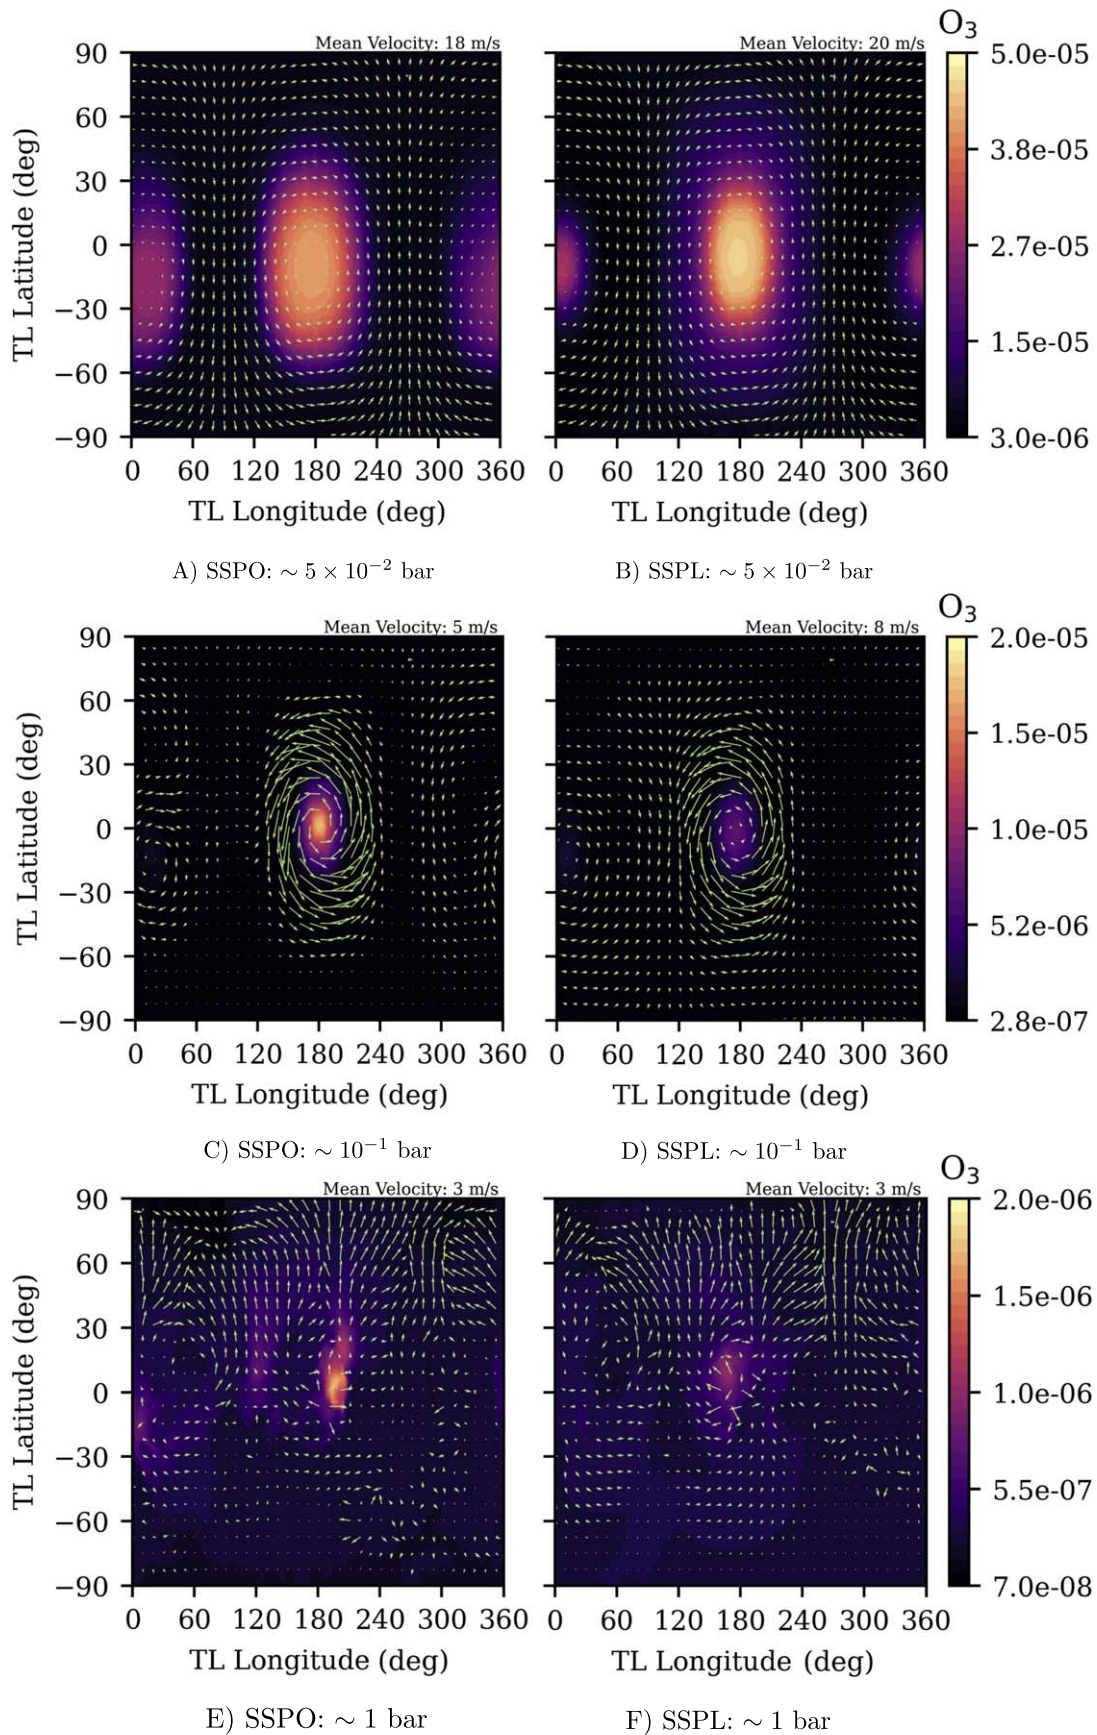 O₃
Mean Velocity: 18 m/s
Mean Velocity: 20 m/s
90
60
30
0
−30
−60
−90
TL Latitude (deg)
5.0e-05
3.8e-05
2.7e-05
1.5e-05
3.0e-06
0 60 120 180 240 300 360
0 60 120 180 240 300 360
TL Longitude (deg)
TL Longitude (deg)
A) SSPO: ∼ 5 × 10⁻² bar
B) SSPL: ∼ 5 × 10⁻² bar
O₃
Mean Velocity: 5 m/s
Mean Velocity: 8 m/s
90
60
30
0
−30
−60
−90
TL Latitude (deg)
2.0e-05
1.5e-05
1.0e-05
5.2e-06
2.8e-07
0 60 120 180 240 300 360
0 60 120 180 240 300 360
TL Longitude (deg)
TL Longitude (deg)
C) SSPO: ∼ 10⁻¹ bar
D) SSPL: ∼ 10⁻¹ bar
O₃
Mean Velocity: 3 m/s
Mean Velocity: 3 m/s
90
60
30
0
−30
−60
−90
TL Latitude (deg)
2.0e-06
1.5e-06
1.0e-06
5.5e-07
7.0e-08
0 60 120 180 240 300 360
0 60 120 180 240 300 360
TL Longitude (deg)
TL Longitude (deg)
E) SSPO: ∼ 1 bar
F) SSPL: ∼ 1 bar